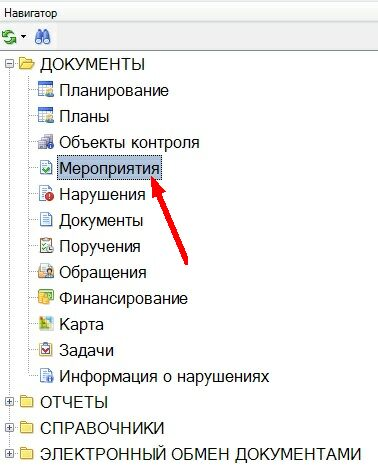 Навигатор
ДОКУМЕНТЫ
Планирование
Планы
Объекты контроля
Мероприятия
Нарушения
Документы
Поручения
Обращения
Финансирование
Карта
Задачи
Информация о нарушениях
ОТЧЕТЫ
СПРАВОЧНИКИ
ЭЛЕКТРОННЫЙ ОБМЕН ДОКУМЕНТАМИ